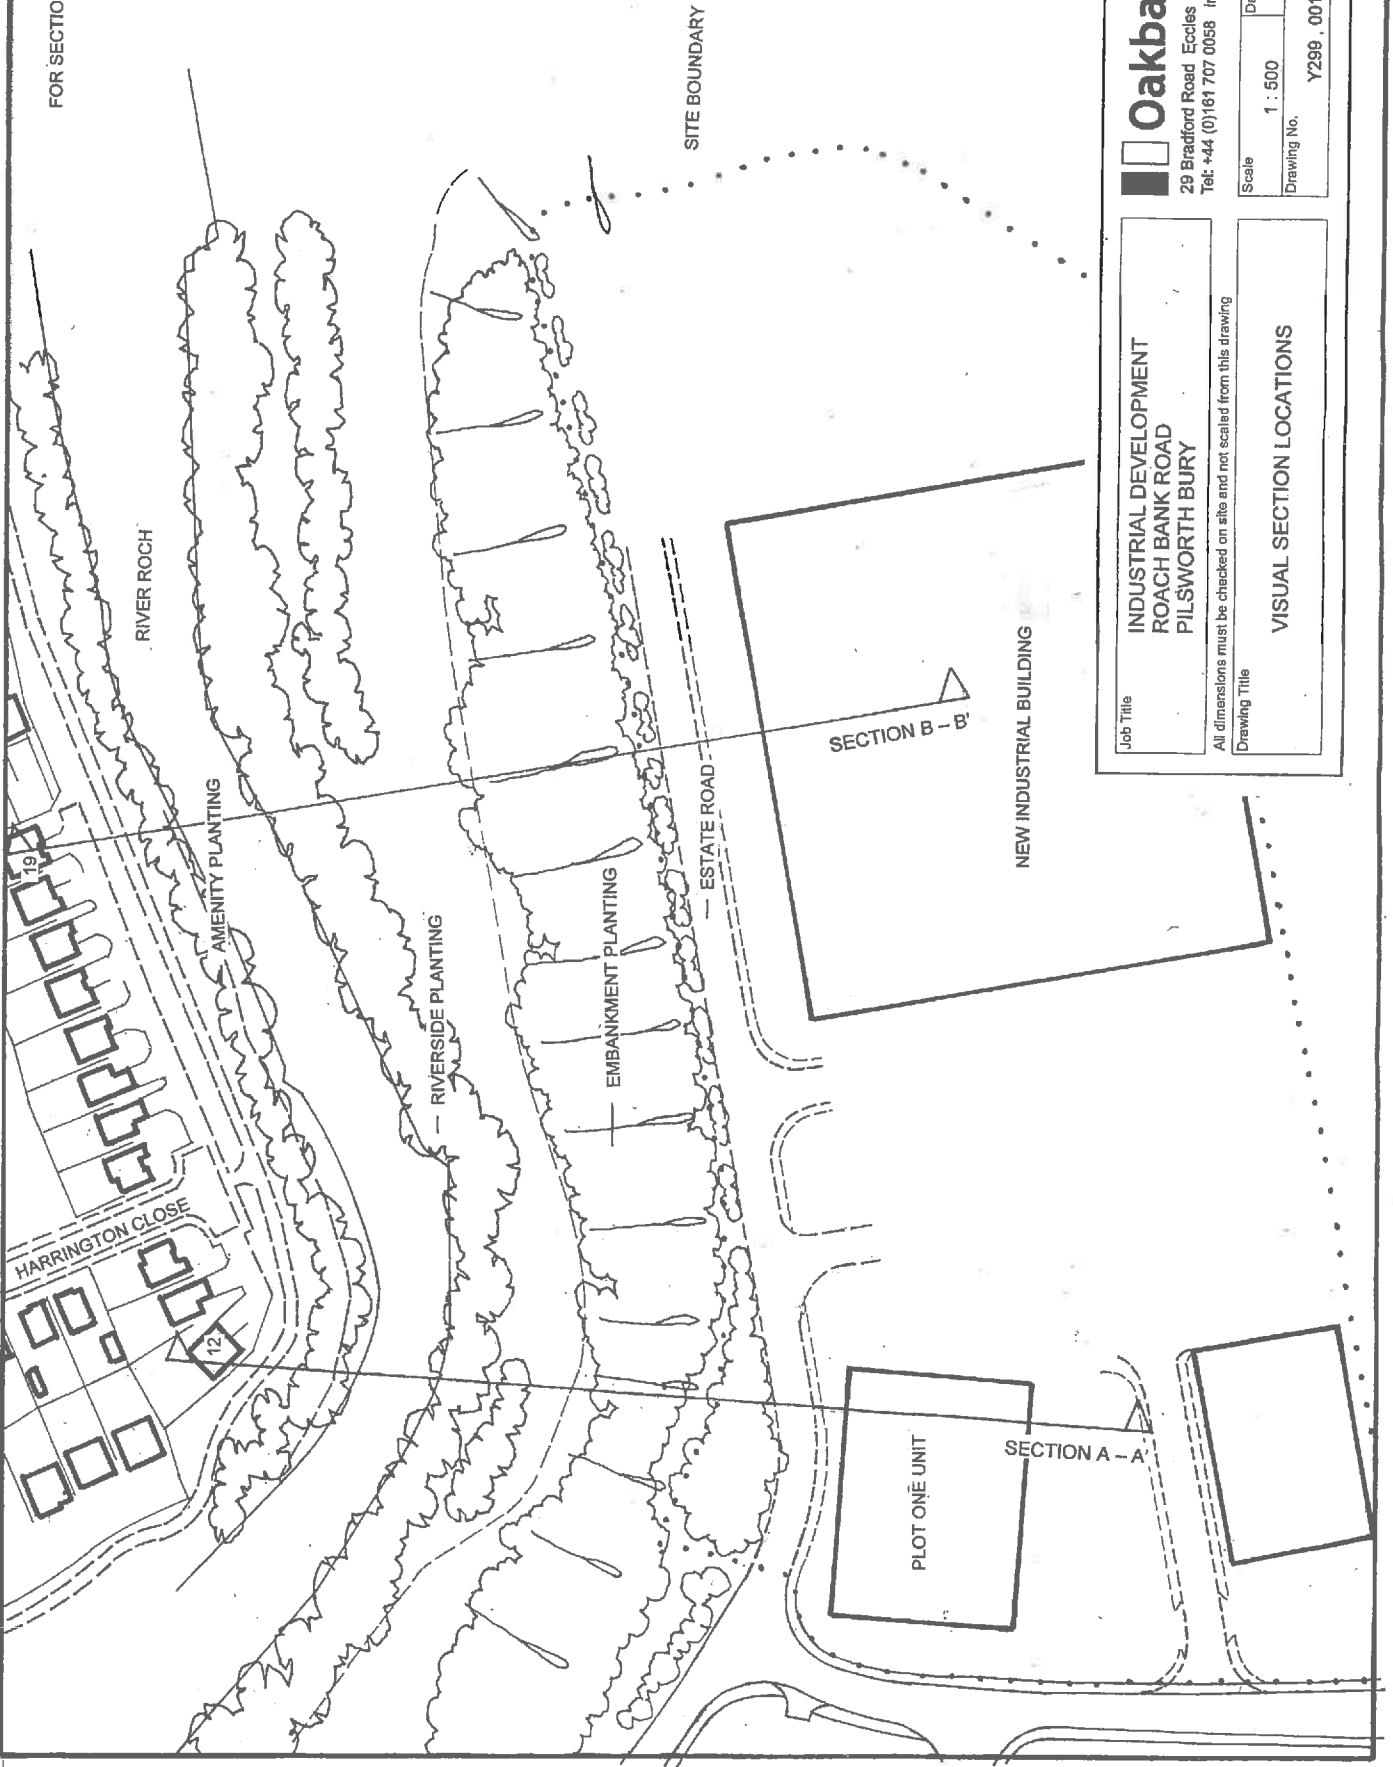 FOR SECTIO
SITE BOUNDARY
RIVER ROCH
AMENITY PLANTING
RIVERSIDE PLANTING
EMBANKMENT PLANTING
ESTATE ROAD
HARRINGTON CLOSE
19
12
SECTION B – B'
NEW INDUSTRIAL BUILDING
SECTION A – A'
PLOT ONE UNIT
Job Title
INDUSTRIAL DEVELOPMENT
ROACH BANK ROAD
PILSWORTH BURY
All dimensions must be checked on site and not scaled from this drawing
Drawing Title
VISUAL SECTION LOCATIONS
Oakba
29 Bradford Road Eccles
Tel: +44 (0)161 707 0058
Scale
1 : 500
Da
Drawing No.
Y299 , 001